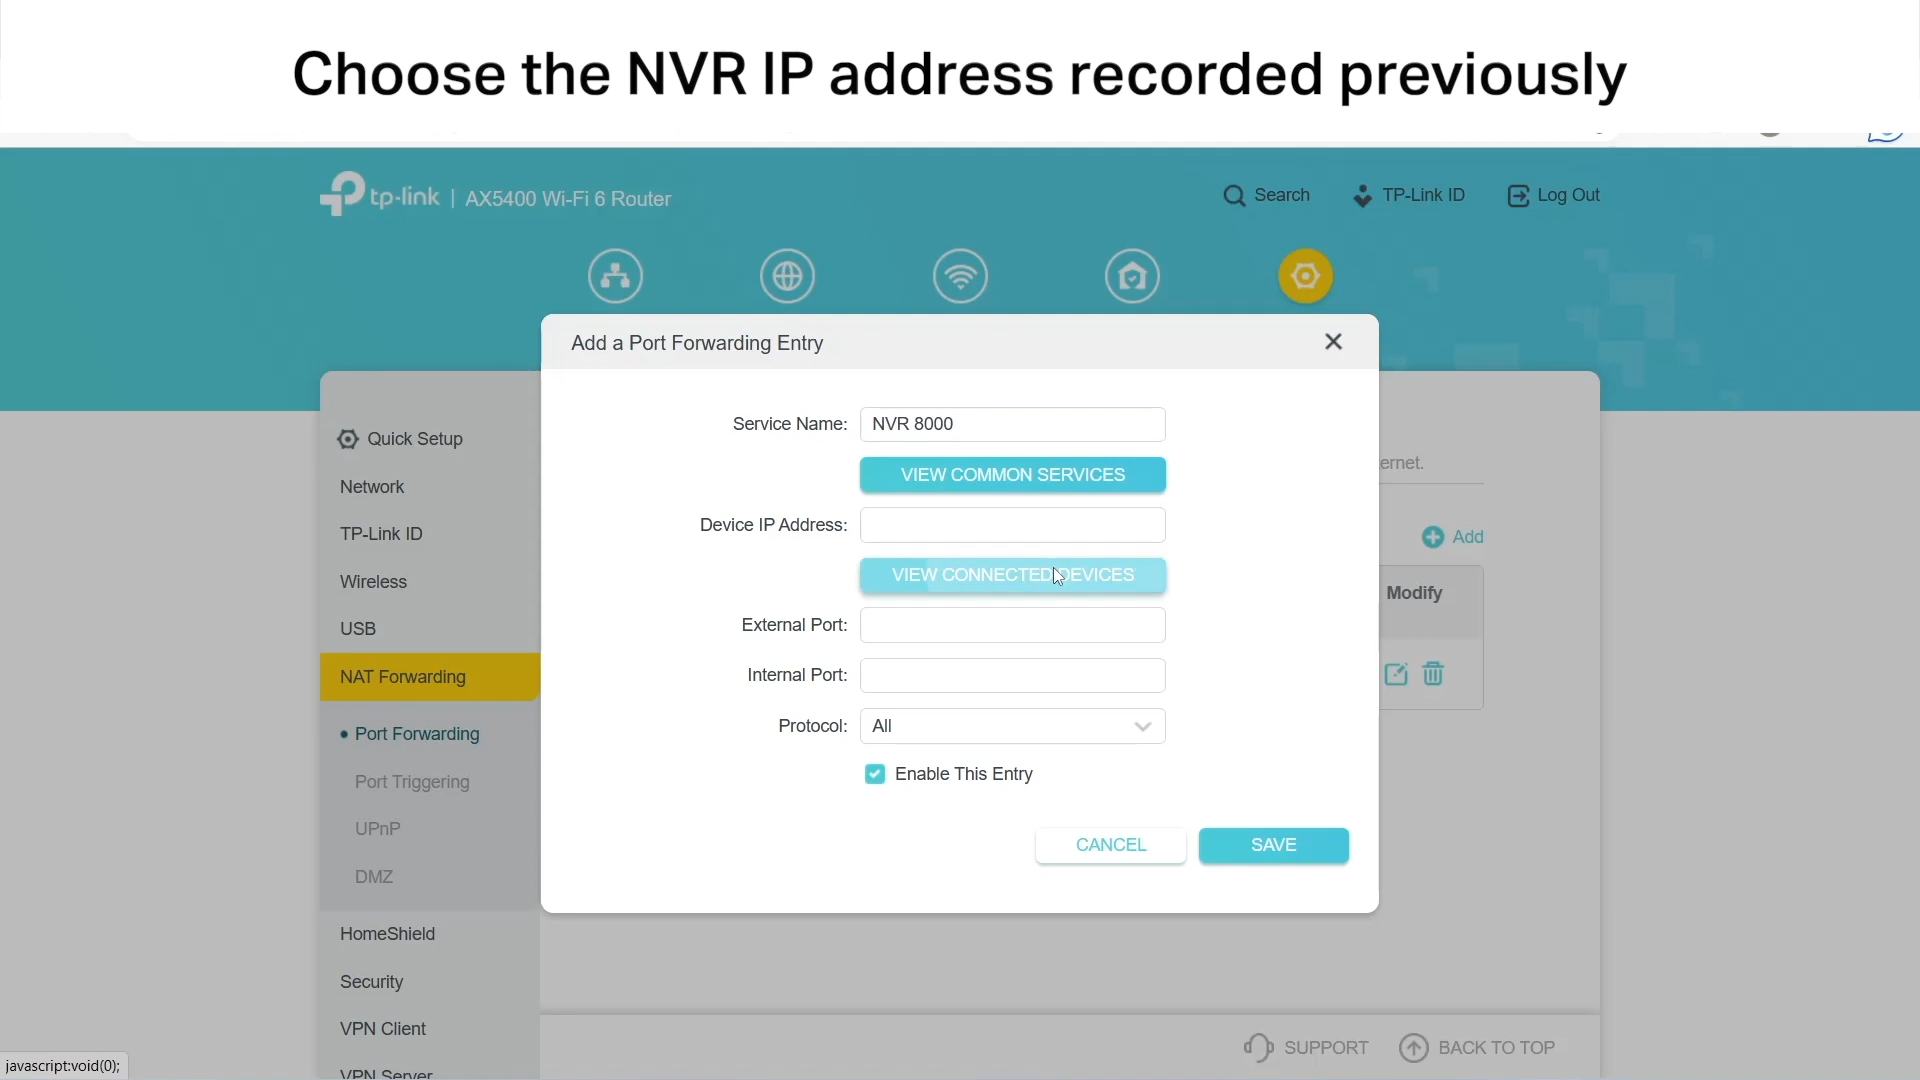 Choose the NVR IP address recorded previously
tp-link | AX5400 Wi-Fi 6 Router
Search
TP-Link ID
Log Out
Add a Port Forwarding Entry
Quick Setup
Network
TP-Link ID
Wireless
USB
NAT Forwarding
Port Forwarding
Port Triggering
UPnP
DMZ
HomeShield
Security
VPN Client
VPN Server
Service Name: NVR 8000
VIEW COMMON SERVICES
Device IP Address:
VIEW CONNECTED DEVICES
External Port:
Internal Port:
Protocol: All
Enable This Entry
CANCEL
SAVE
ernet.
Add
Modify
SUPPORT
BACK TO TOP
javascript:void(0);